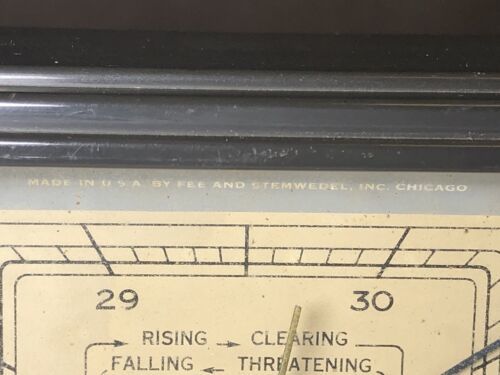 MADE IN U.S.A. BY FEE AND STEMWEDEL, INC. CHICAGO
29 30
RISING → CLEARING
FALLING ← THREATENING